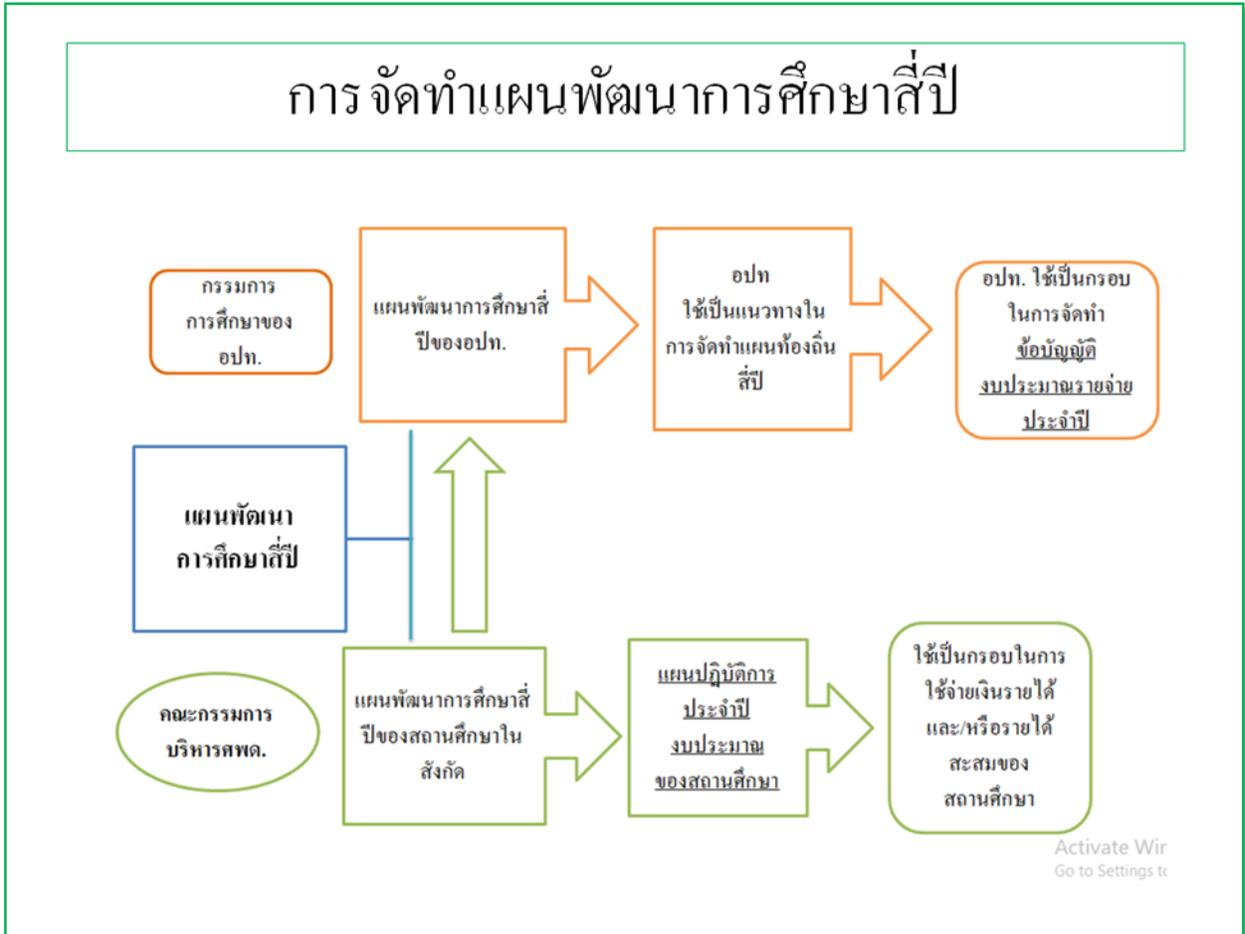 การจัดทำแผนพัฒนาการศึกษาสี่ปี
กรรมการ
การศึกษาของ
อปท.
แผนพัฒนาการศึกษาสี่
ปีของอปท.
อปท
ใช้เป็นแนวทางใน
การจัดทำแผนท้องถิ่น
สี่ปี
อปท. ใช้เป็นกรอบ
ในการจัดทำ
ข้อบัญญัติ
งบประมาณรายจ่าย
ประจำปี
แผนพัฒนา
การศึกษาสี่ปี
คณะกรรมการ
บริหารศพด.
แผนพัฒนาการศึกษาสี่
ปีของสถานศึกษาใน
สังกัด
แผนปฏิบัติการ
ประจำปี
งบประมาณ
ของสถานศึกษา
ใช้เป็นกรอบในการ
ใช้จ่ายเงินรายได้
และ/หรือรายได้
สะสมของ
สถานศึกษา
Activate Wir
Go to Settings to